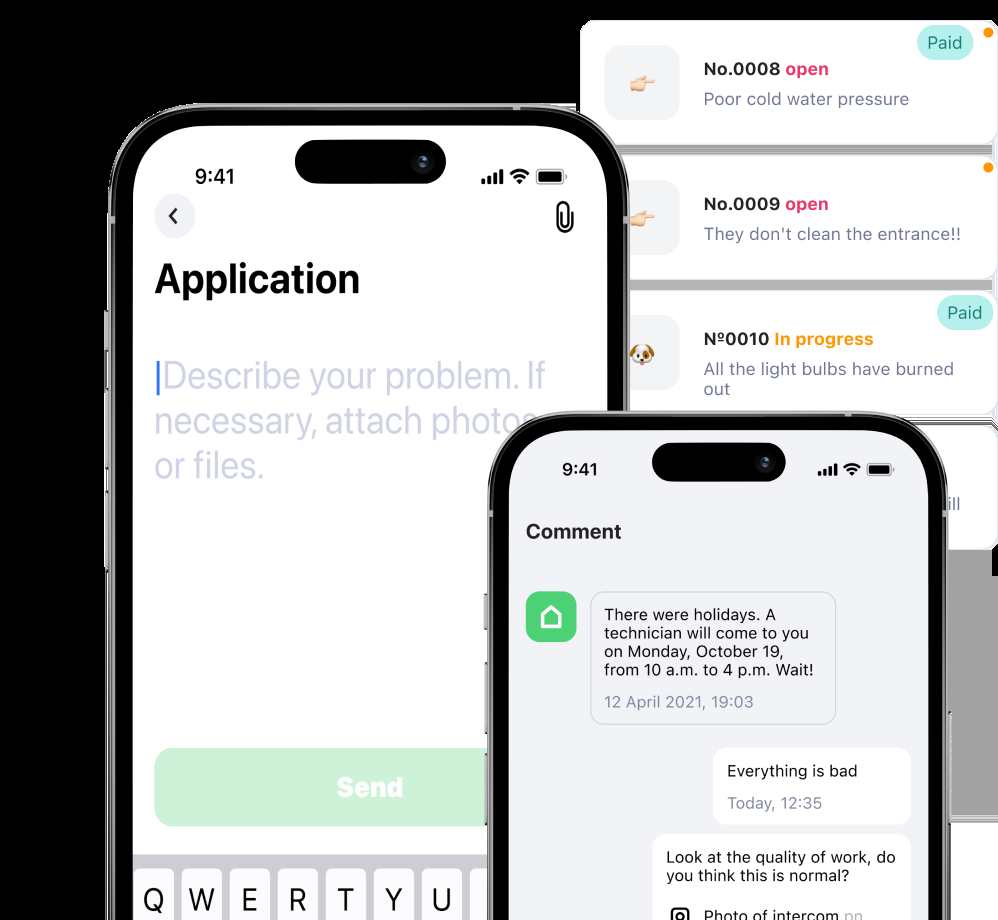 Paid
No.0008 open
Poor cold water pressure
No.0009 open
They don't clean the entrance!!
Paid
№0010 In progress
All the light bulbs have burned
out
9:41
Application
Describe your problem. If
necessary, attach photos
or files.
Send
Q W E R T Y U
9:41
Comment
There were holidays. A
technician will come to you
on Monday, October 19,
from 10 a.m. to 4 p.m. Wait!
12 April 2021, 19:03
Everything is bad
Today, 12:35
Look at the quality of work, do
you think this is normal?
Photo of intercom